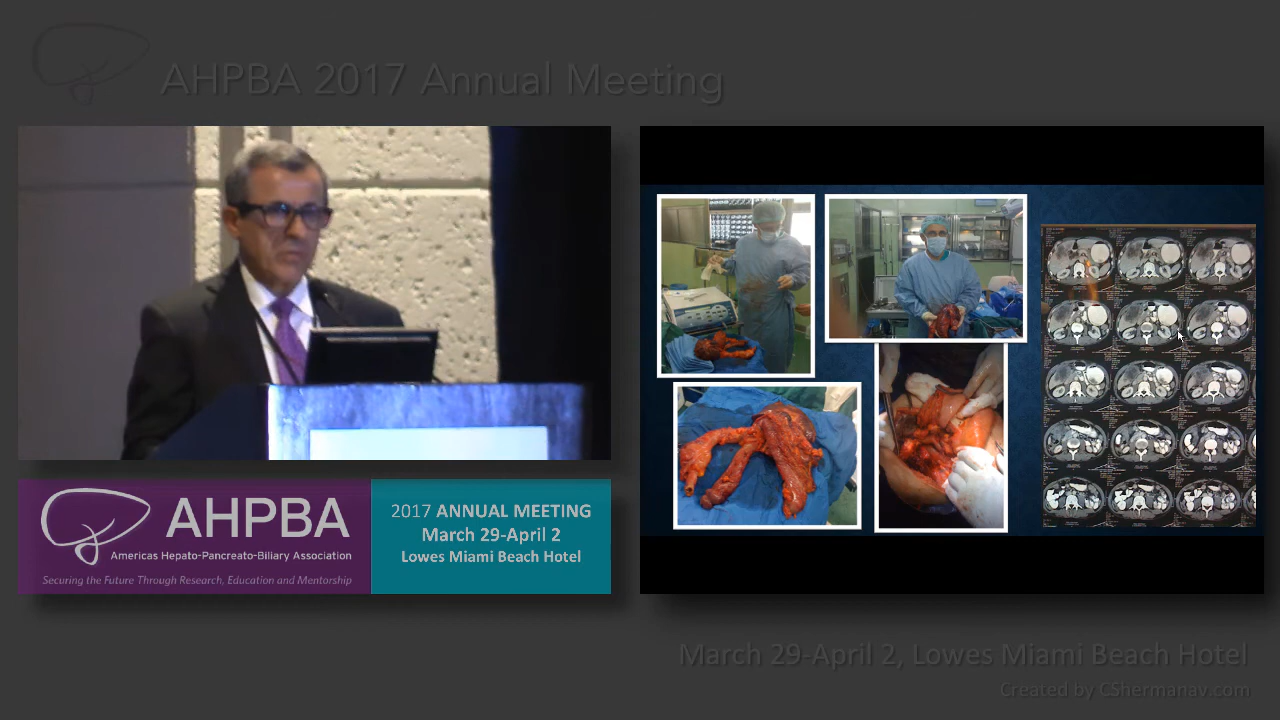 AHPBA 2017 Annual Meeting
AHPBA
Americas Hepato-Pancreato-Biliary Association
Securing the Future Through Research, Education and Mentorship
2017 ANNUAL MEETING
March 29-April 2
Lowes Miami Beach Hotel
March 29-April 2, Lowes Miami Beach Hotel
Created by CShermanav.com